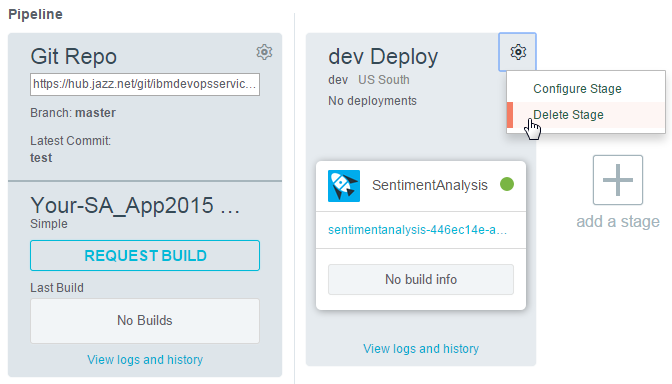 Pipeline
Git Repo
https://hub.jazz.net/git/ibmdevopsservic...
Branch: master
Latest Commit:
test
Your-SA_App2015 ...
Simple
REQUEST BUILD
Last Build
No Builds
View logs and history
dev Deploy
dev US South
No deployments
Configure Stage
Delete Stage
SentimentAnalysis
sentimentanalysis-446ec14e-a...
No build info
View logs and history
add a stage